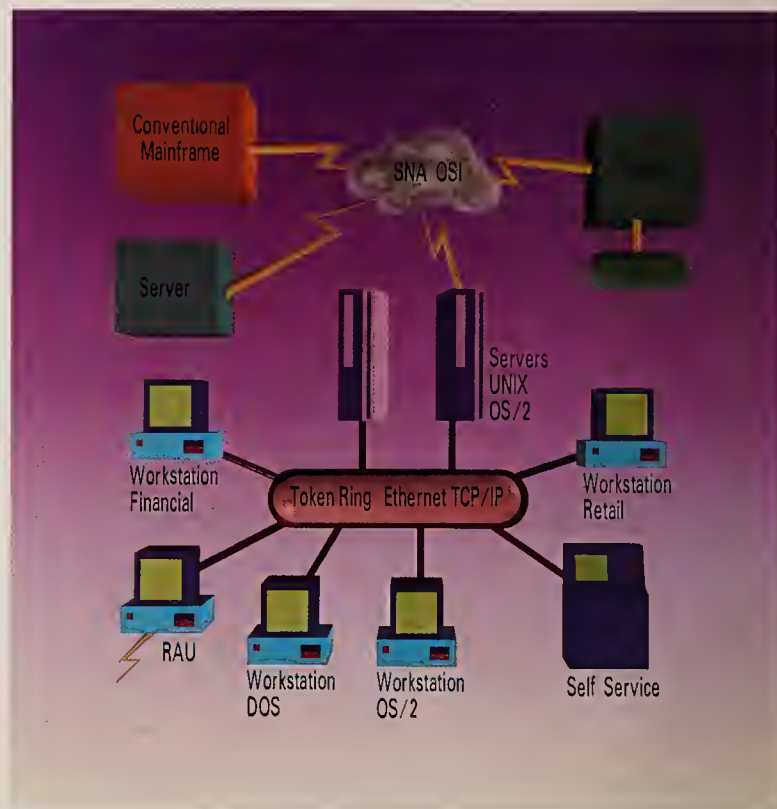 Conventional
Mainframe
SNA OSI
Server
Servers
UNIX
OS/2
Workstation
Financial
Token Ring Ethernet TCP/IP
Workstation
Retail
RAU
Workstation
DOS
Workstation
OS/2
Self Service